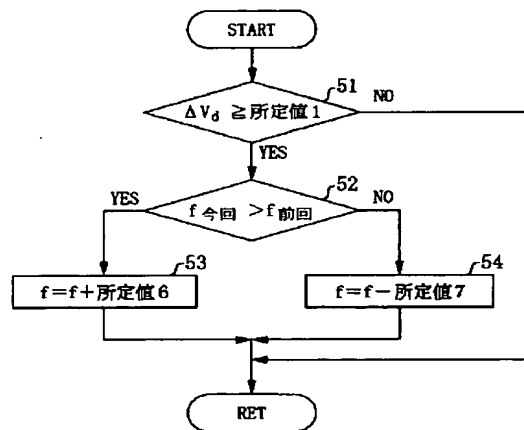 START
51
ΔVd ≧所定値1
NO
YES
52
YES
f今回 >f前回
NO
53
f=f+所定値6
54
f=f-所定値7
RET